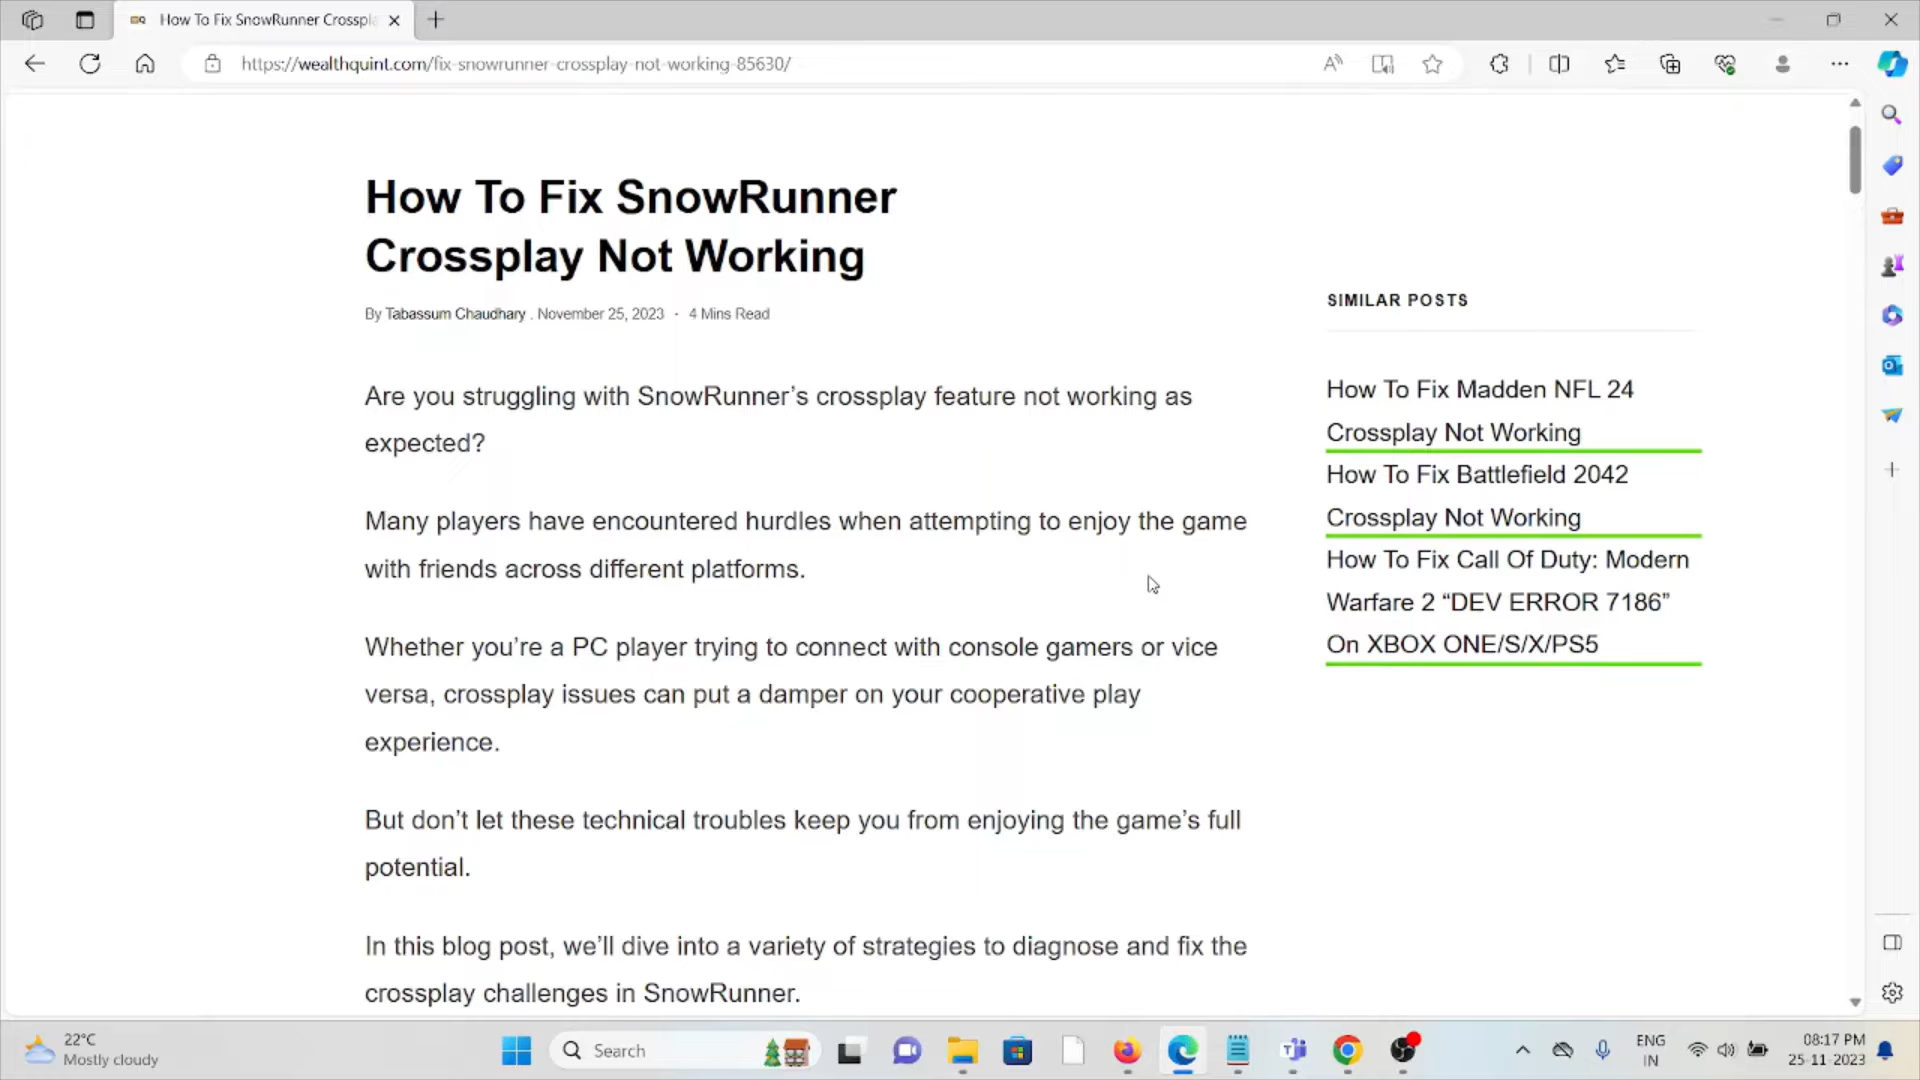 How To Fix SnowRunner Crosspl
https://wealthquint.com/fix-snowrunner-crossplay-not-working-85630/
How To Fix SnowRunner
Crossplay Not Working
By Tabassum Chaudhary . November 25, 2023 · 4 Mins Read
Are you struggling with SnowRunner’s crossplay feature not working as
expected?
Many players have encountered hurdles when attempting to enjoy the game
with friends across different platforms.
Whether you’re a PC player trying to connect with console gamers or vice
versa, crossplay issues can put a damper on your cooperative play
experience.
But don’t let these technical troubles keep you from enjoying the game’s full
potential.
In this blog post, we’ll dive into a variety of strategies to diagnose and fix the
crossplay challenges in SnowRunner.
SIMILAR POSTS
How To Fix Madden NFL 24
Crossplay Not Working
How To Fix Battlefield 2042
Crossplay Not Working
How To Fix Call Of Duty: Modern
Warfare 2 “DEV ERROR 7186”
On XBOX ONE/S/X/PS5
22°C
Mostly cloudy
Search
ENG
IN
08:17 PM
25-11-2023